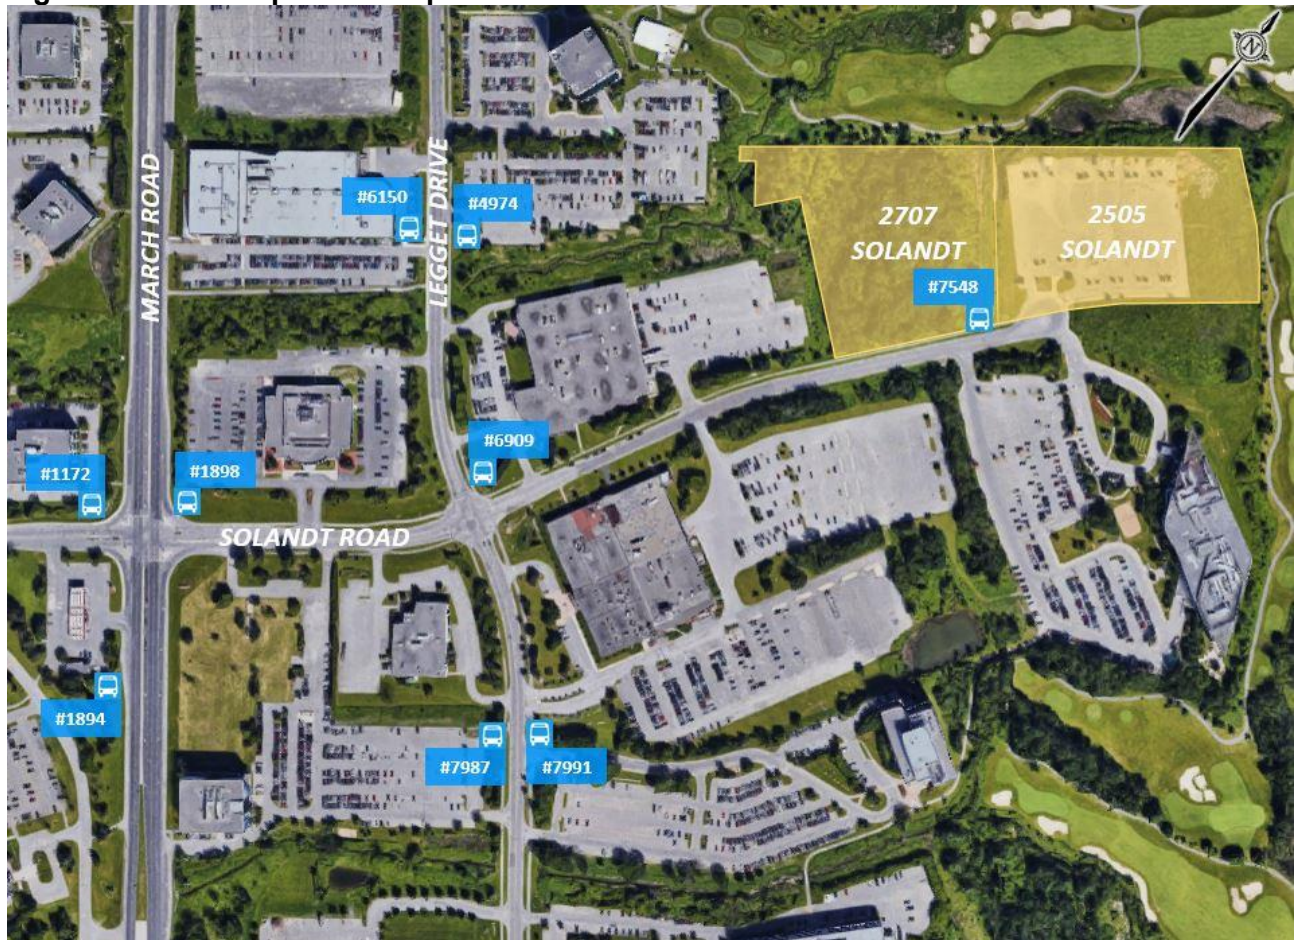 N
#6150
#4974
2707
SOLANDT
2505
SOLANDT
#7548
MARCH ROAD
LEGGET DRIVE
#6909
#1172
#1898
SOLANDT ROAD
#1894
#7987
#7991